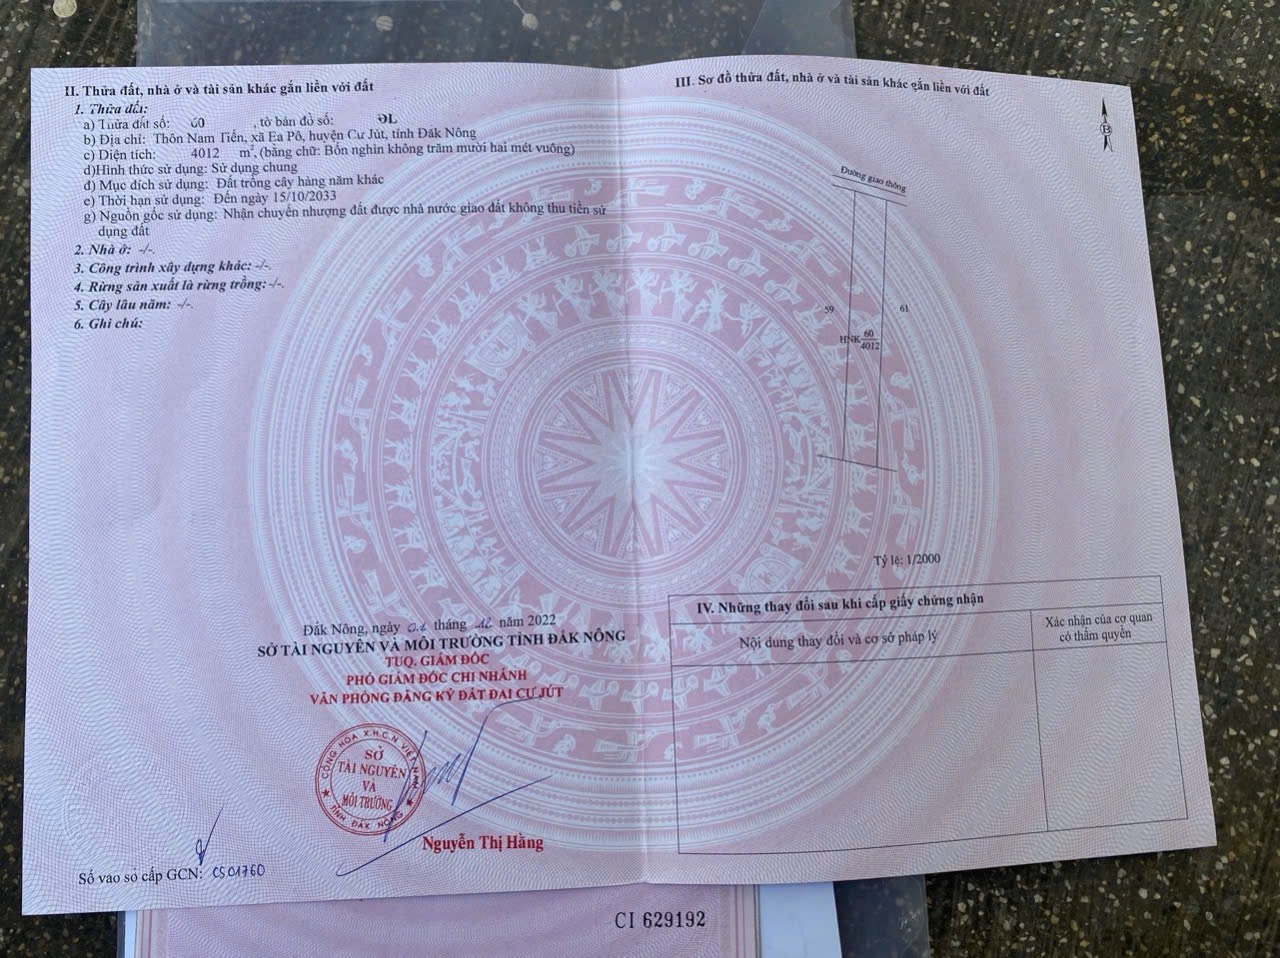 II. Thửa đất, nhà ở và tài sản khác gắn liền với đất
1. Thửa đất:
a) Thửa đất số: 60 , tờ bản đồ số: ĐL
b) Địa chỉ: Thôn Nam Tiến, xã Ea Pô, huyện Cư Jút, tỉnh Đắk Nông
c) Diện tích: 4012 m², (bằng chữ: Bốn nghìn không trăm mười hai mét vuông)
d)Hình thức sử dụng: Sử dụng chung
đ) Mục đích sử dụng: Đất trồng cây hàng năm khác
e) Thời hạn sử dụng: Đến ngày 15/10/2033
g) Nguồn gốc sử dụng: Nhận chuyển nhượng đất được nhà nước giao đất không thu tiền sử
dụng đất
2. Nhà ở: -/-.
3. Công trình xây dựng khác: -/-.
4. Rừng sản xuất là rừng trồng: -/-.
5. Cây lâu năm: -/-.
6. Ghi chú:
Đắk Nông, ngày 02 tháng 12 năm 2022
SỞ TÀI NGUYÊN VÀ MÔI TRƯỜNG TỈNH ĐẮK NÔNG
TUQ. GIÁM ĐỐC
PHÓ GIÁM ĐỐC CHI NHÁNH
VĂN PHÒNG ĐĂNG KÝ ĐẤT ĐAI CƯ JÚT
CỘNG HÒA X.H.C.N VIỆT NAM
SỞ
TÀI NGUYÊN
VÀ
MÔI TRƯỜNG
TỈNH ĐẮK NÔNG
Nguyễn Thị Hằng
Số vào sổ cấp GCN: CS01760
III. Sơ đồ thửa đất, nhà ở và tài sản khác gắn liền với đất
B
Đường giao thông
59
61
HNK 60
4012
Tỷ lệ: 1/2000
IV. Những thay đổi sau khi cấp giấy chứng nhận
Nội dung thay đổi và cơ sở pháp lý
Xác nhận của cơ quan
có thẩm quyền
CI 629192